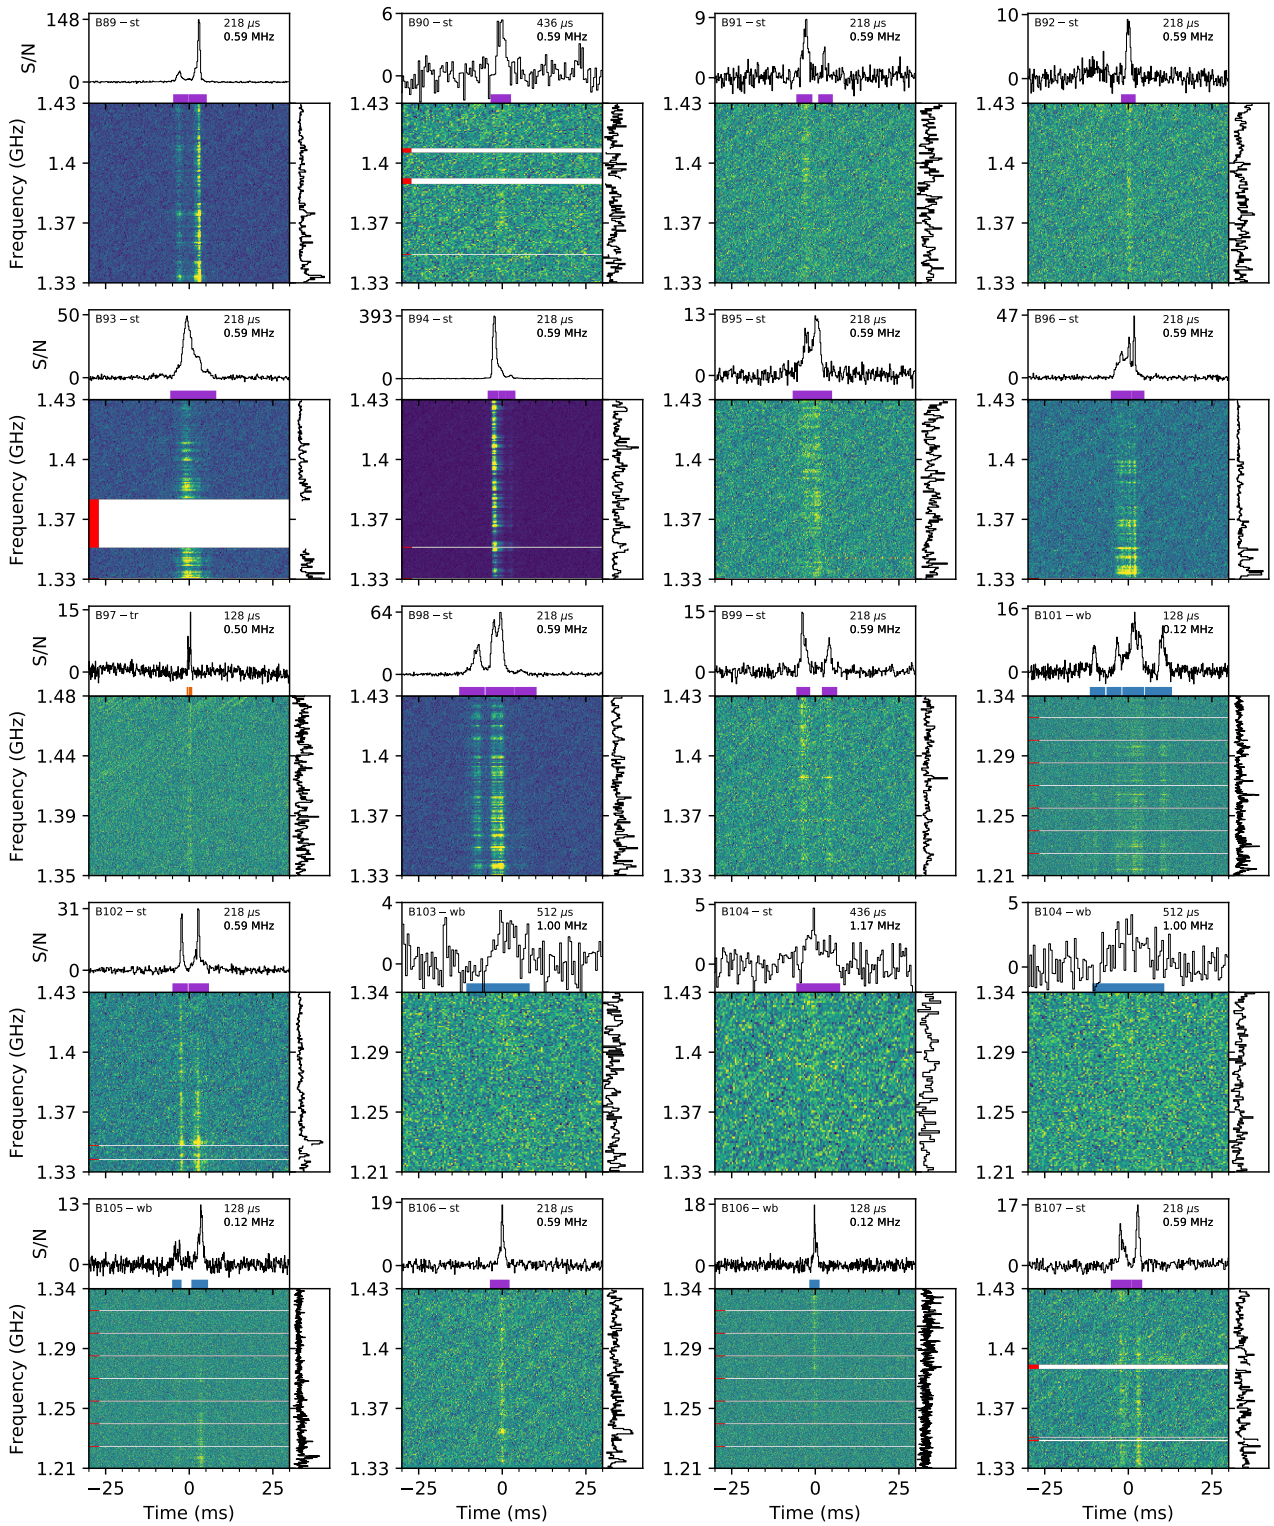 B89−st 218 μs
0.59 MHz
148
0
S/N
B90−st 436 μs
0.59 MHz
6
0
B91−st 218 μs
0.59 MHz
9
0
B92−st 218 μs
0.59 MHz
10
0
1.43
1.4
1.37
1.33
Frequency (GHz)
1.43
1.4
1.37
1.33
1.43
1.4
1.37
1.33
1.43
1.4
1.37
1.33
B93−st 218 μs
0.59 MHz
50
0
S/N
B94−st 218 μs
0.59 MHz
393
0
B95−st 218 μs
0.59 MHz
13
0
B96−st 218 μs
0.59 MHz
47
0
1.43
1.4
1.37
1.33
Frequency (GHz)
1.43
1.4
1.37
1.33
1.43
1.4
1.37
1.33
1.43
1.4
1.37
1.33
B97−tr 128 μs
0.50 MHz
15
0
S/N
B98−st 218 μs
0.59 MHz
64
0
B99−st 218 μs
0.59 MHz
15
0
B101−wb 128 μs
0.12 MHz
16
0
1.48
1.44
1.39
1.35
Frequency (GHz)
1.43
1.4
1.37
1.33
1.43
1.4
1.37
1.33
1.34
1.29
1.25
1.21
B102−st 218 μs
0.59 MHz
31
0
S/N
B103−wb 512 μs
1.00 MHz
4
0
B104−st 436 μs
1.17 MHz
5
0
B104−wb 512 μs
1.00 MHz
5
0
1.43
1.4
1.37
1.33
Frequency (GHz)
1.34
1.29
1.25
1.21
1.43
1.4
1.37
1.33
1.34
1.29
1.25
1.21
B105−wb 128 μs
0.12 MHz
13
0
S/N
B106−st 218 μs
0.59 MHz
19
0
B106−wb 128 μs
0.12 MHz
18
0
B107−st 218 μs
0.59 MHz
17
0
1.34
1.29
1.25
1.21
Frequency (GHz)
1.43
1.4
1.37
1.33
1.34
1.29
1.25
1.21
1.43
1.4
1.37
1.33
−25 0 25
Time (ms)
−25 0 25
Time (ms)
−25 0 25
Time (ms)
−25 0 25
Time (ms)